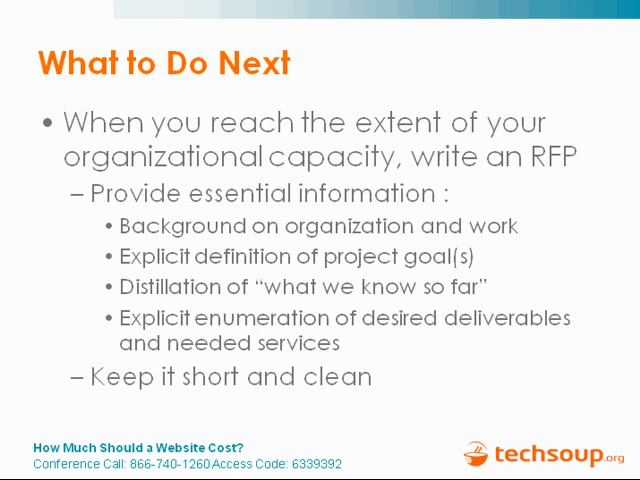 What to Do Next
• When you reach the extent of your
organizational capacity, write an RFP
– Provide essential information :
• Background on organization and work
• Explicit definition of project goal(s)
• Distillation of “what we know so far”
• Explicit enumeration of desired deliverables
and needed services
– Keep it short and clean
How Much Should a Website Cost?
Conference Call: 866-740-1260 Access Code: 6339392
techsoup.org